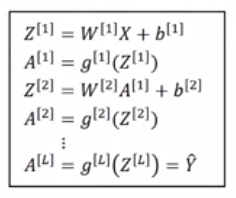 Z^[1] = W^[1]X + b^[1]
A^[1] = g^[1](Z^[1])
Z^[2] = W^[2]A^[1] + b^[2]
A^[2] = g^[2](Z^[2])
⋮
A^[L] = g^[L](Z^[L]) = Ŷ